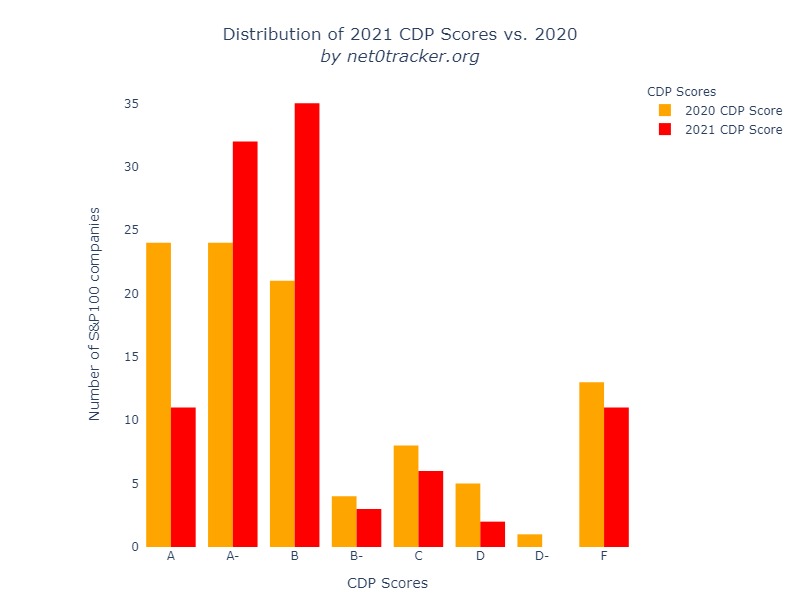 Distribution of 2021 CDP Scores vs. 2020
by net0tracker.org
CDP Scores
2020 CDP Score
2021 CDP Score
Number of S&P100 companies
35
30
25
20
15
10
5
0
A A- B B- C D D- F
CDP Scores